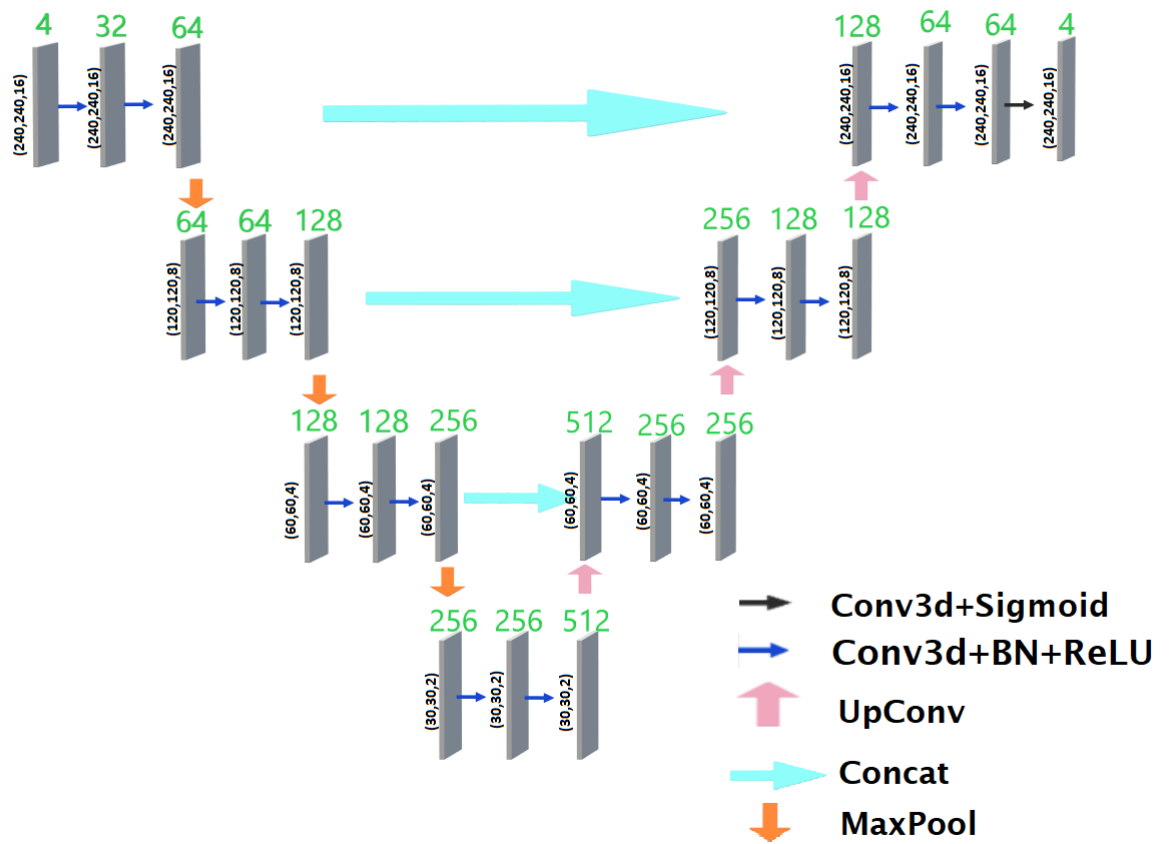 4 32 64 128 64 64 4
(240,240,16) (240,240,16) (240,240,16) (240,240,16) (240,240,16) (240,240,16) (240,240,16)
64 64 128 256 128 128
(120,120,8) (120,120,8) (120,120,8) (120,120,8) (120,120,8) (120,120,8)
128 128 256 512 256 256
(60,60,4) (60,60,4) (60,60,4) (60,60,4) (60,60,4) (60,60,4)
256 256 512
(30,30,2) (30,30,2) (30,30,2)
Conv3d+Sigmoid
Conv3d+BN+ReLU
UpConv
Concat
MaxPool